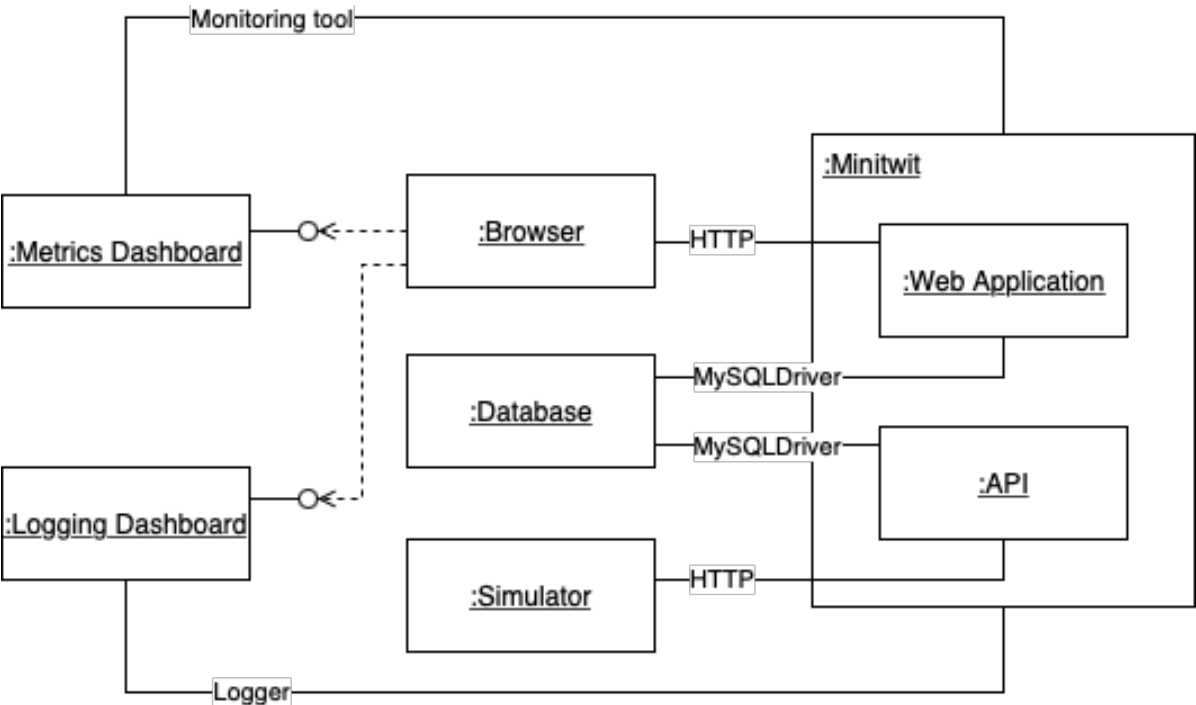 Monitoring tool
:Minitwit
:Browser
HTTP
:Metrics Dashboard
:Web Application
MySQLDriver
:Database
MySQLDriver
:API
:Logging Dashboard
HTTP
:Simulator
Logger